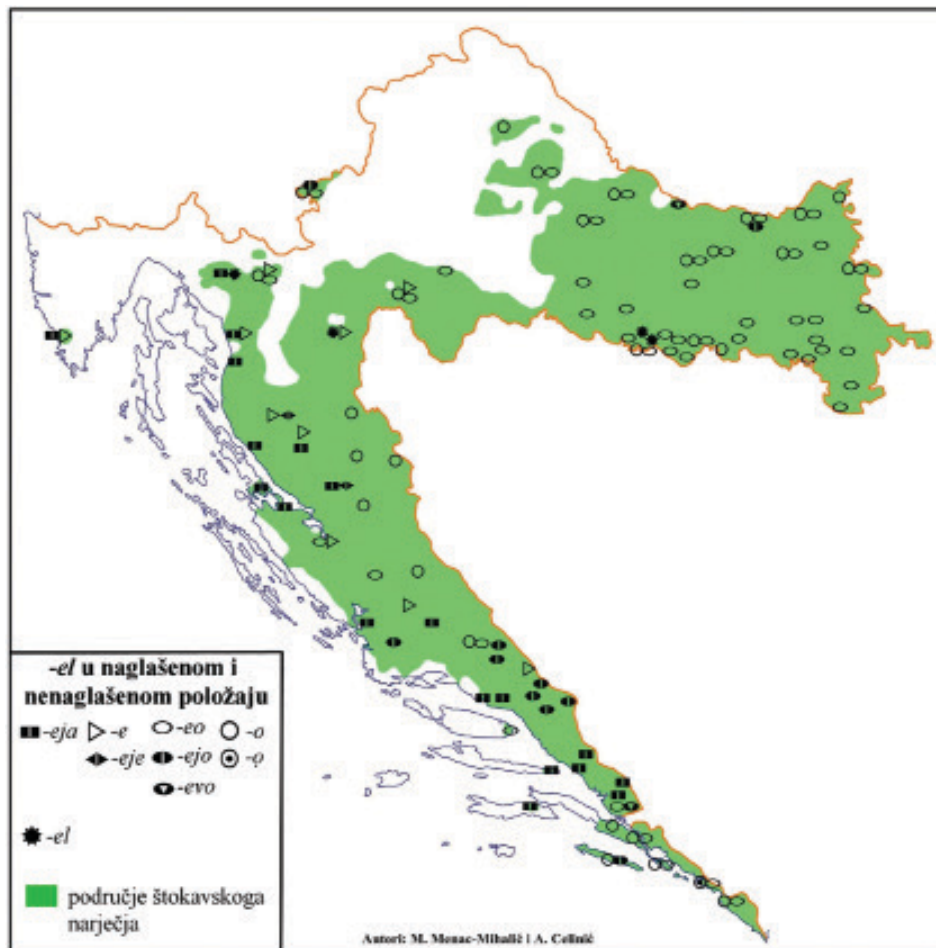 -el u naglašenom i
nenaglašenom položaju
-eja -e -eo -o
-eje -ejo -ọ
-evo
-el
područje štokavskoga
narječja
Autori: M. Menac-Mihalić i A. Celinić